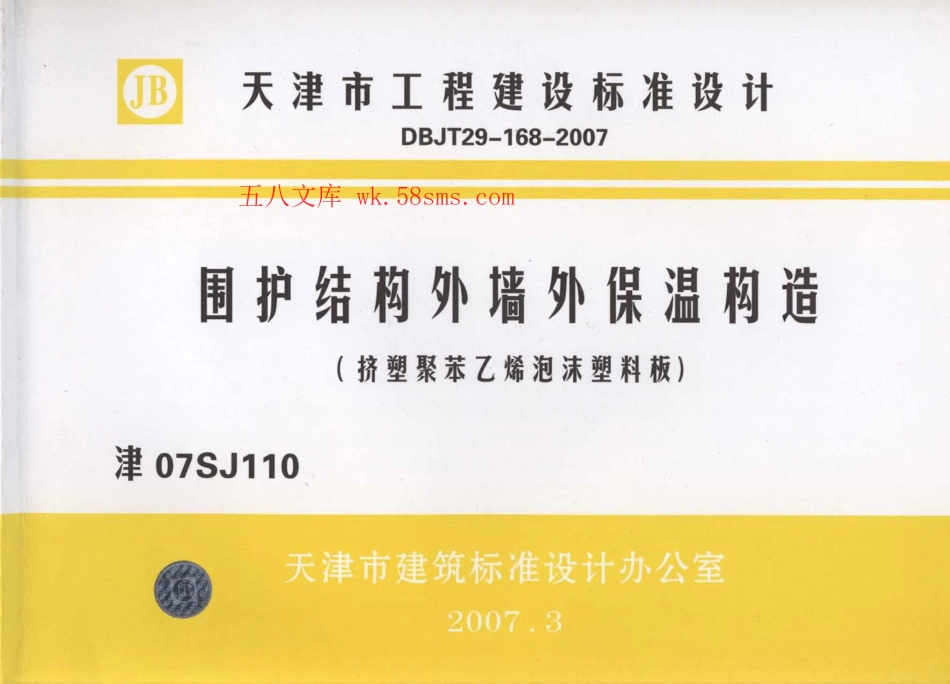 JB
天津市工程建设标准设计
DBJT29-168-2007
五八文库 wk.58sms.com
围护结构外墙外保温构造
(挤塑聚苯乙烯泡沫塑料板)
津 07SJ110
天津市建筑标准设计办公室
2007.3